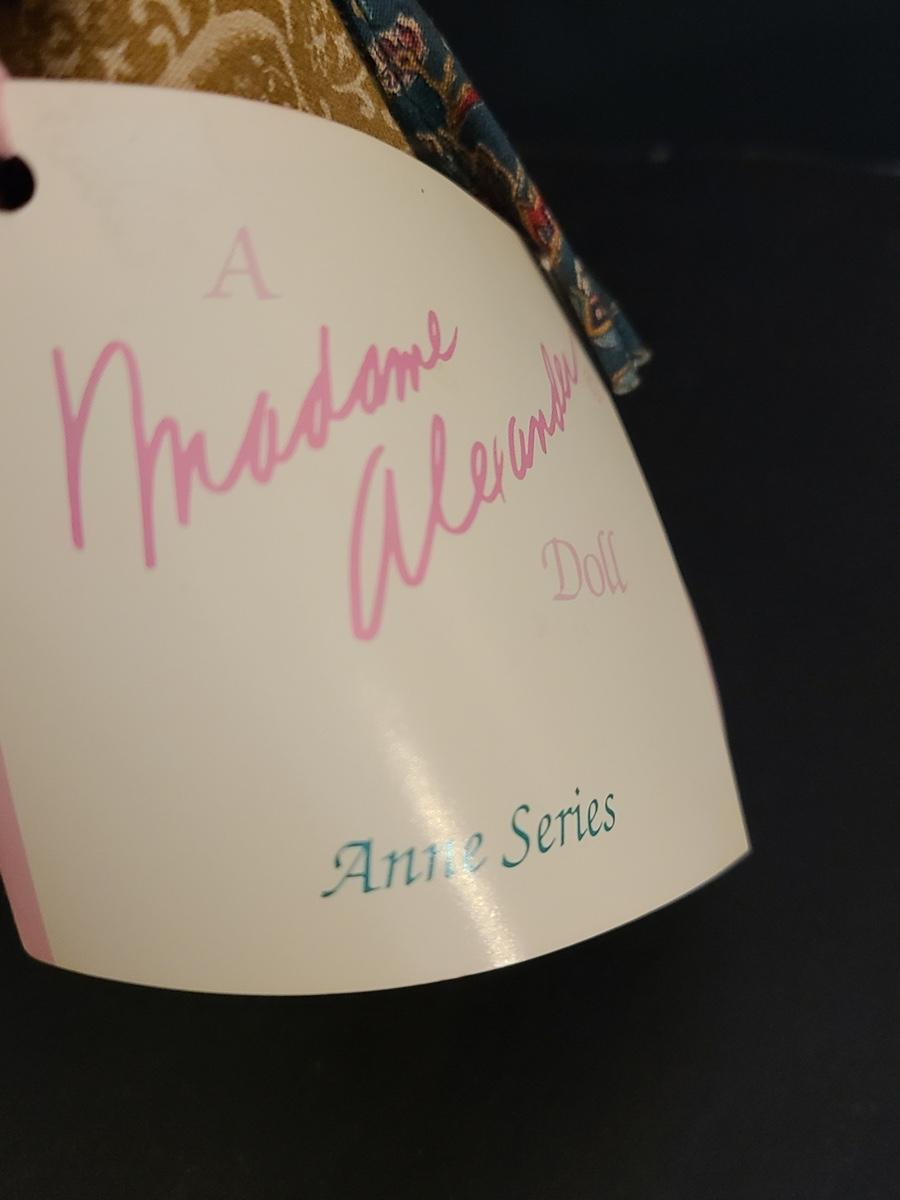 A
Madame
Alexander
Doll
Anne Series